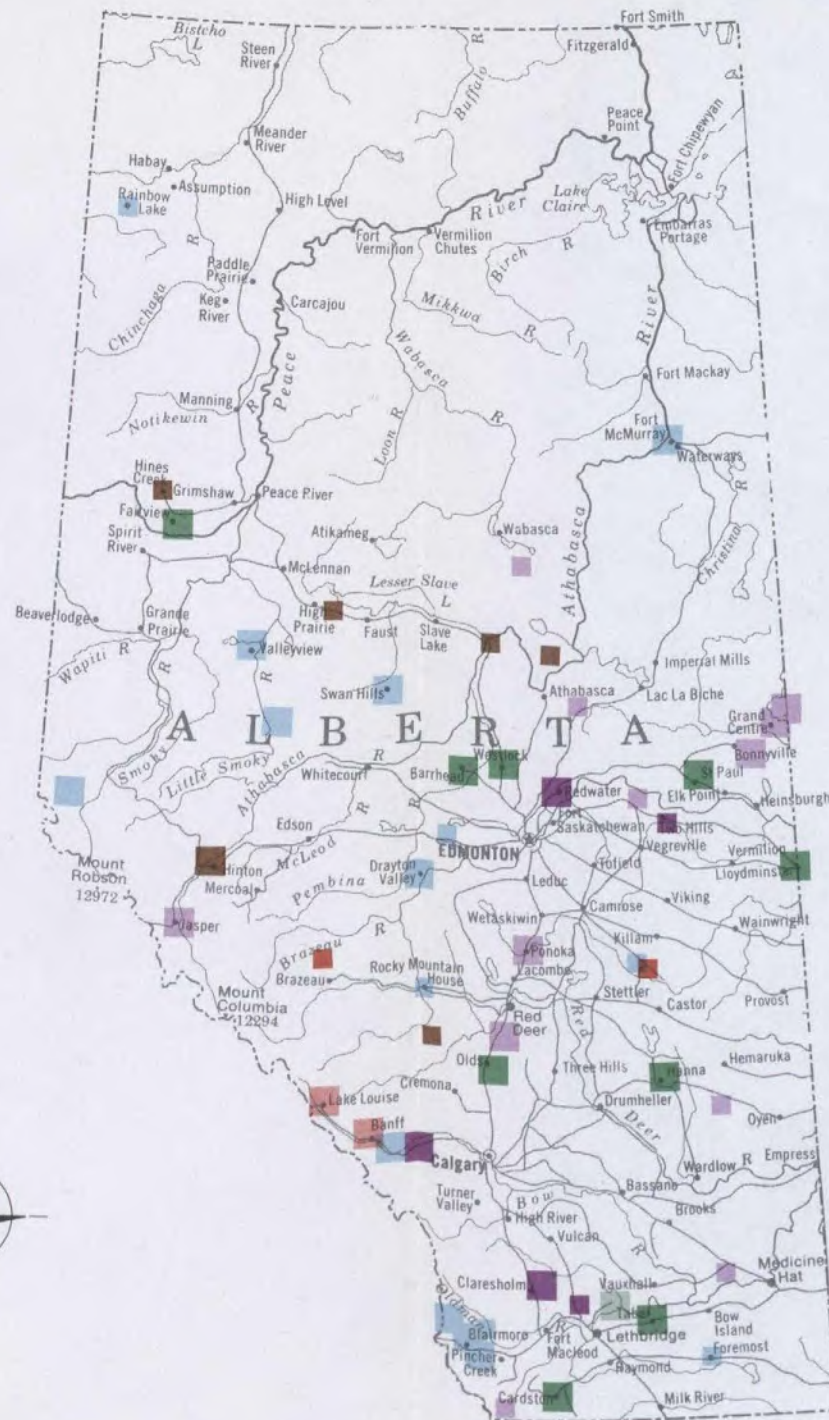 Fort Smith
Bistcho
L
Steen
River
Fitzgerald
Buffalo
R
Peace
Point
Meander
River
Habay
Fort Chipewyan
Assumption
Lake
Claire
Rainbow
Lake
High Level
River
Embarras
Portage
R
Fort
Vermilion
Vermilion
Chutes
Birch
R
Paddle
Prairie
Keg
River
Chinchaga
Carcajou
Mikkwa
R
River
Peace
Wabasca
R
Fort Mackay
Manning
Notikewin
R
Loon R
Fort
McMurray
Waterways
Hines
Creek
Grimshaw
Peace River
R
Fairview
Spirit
River
Atikameg
Wabasca
Athabasca
Christina
McLennan
Lesser Slave
L
Beaverlodge
Grande
Prairie
High
Prairie
Faust
Slave
Lake
Wapiti R
R
Valleyview
R
Imperial Mills
Swan Hills
Athabasca
Lac La Biche
Grand
Centre
ALBERTA
Bonnyville
Smoky
Little Smoky
Athabasca
R
Whitecourt
Barrhead
Westlock
St Paul
Redwater
Elk Point
Heinsburgh
Fort
Saskatchewan
Hills
Edson
R
R
EDMONTON
Vegreville
Vermilion
Lloydminst
Mount
Robson
12972
Hinton
McLeod
Mercoal
Drayton
Valley
Tofield
Pembina
Leduc
Viking
Jasper
Wetaskiwin
Camrose
Wainwright
Brazeau
R
Ponoka
Killam
Brazeau
Rocky Mountain
House
Lacombe
Stettler
Castor
Provost
Mount
Columbia
12294
Red
Deer
Red
Olds
Three Hills
Hanna
Hemaruka
Cremona
Lake Louise
Drumheller
Oyen
Banff
Deer
Calgary
Wardlow
R
Empress
Turner
Valley
Bow
Bassano
Brooks
High River
R
Vulcan
Medicine
Hat
Claresholm
Vauxhall
Oldman
Taber
Blairmore
R
Fort
Macleod
Lethbridge
Bow
Island
Pincher
Creek
Raymond
Foremost
Cardston
Milk River